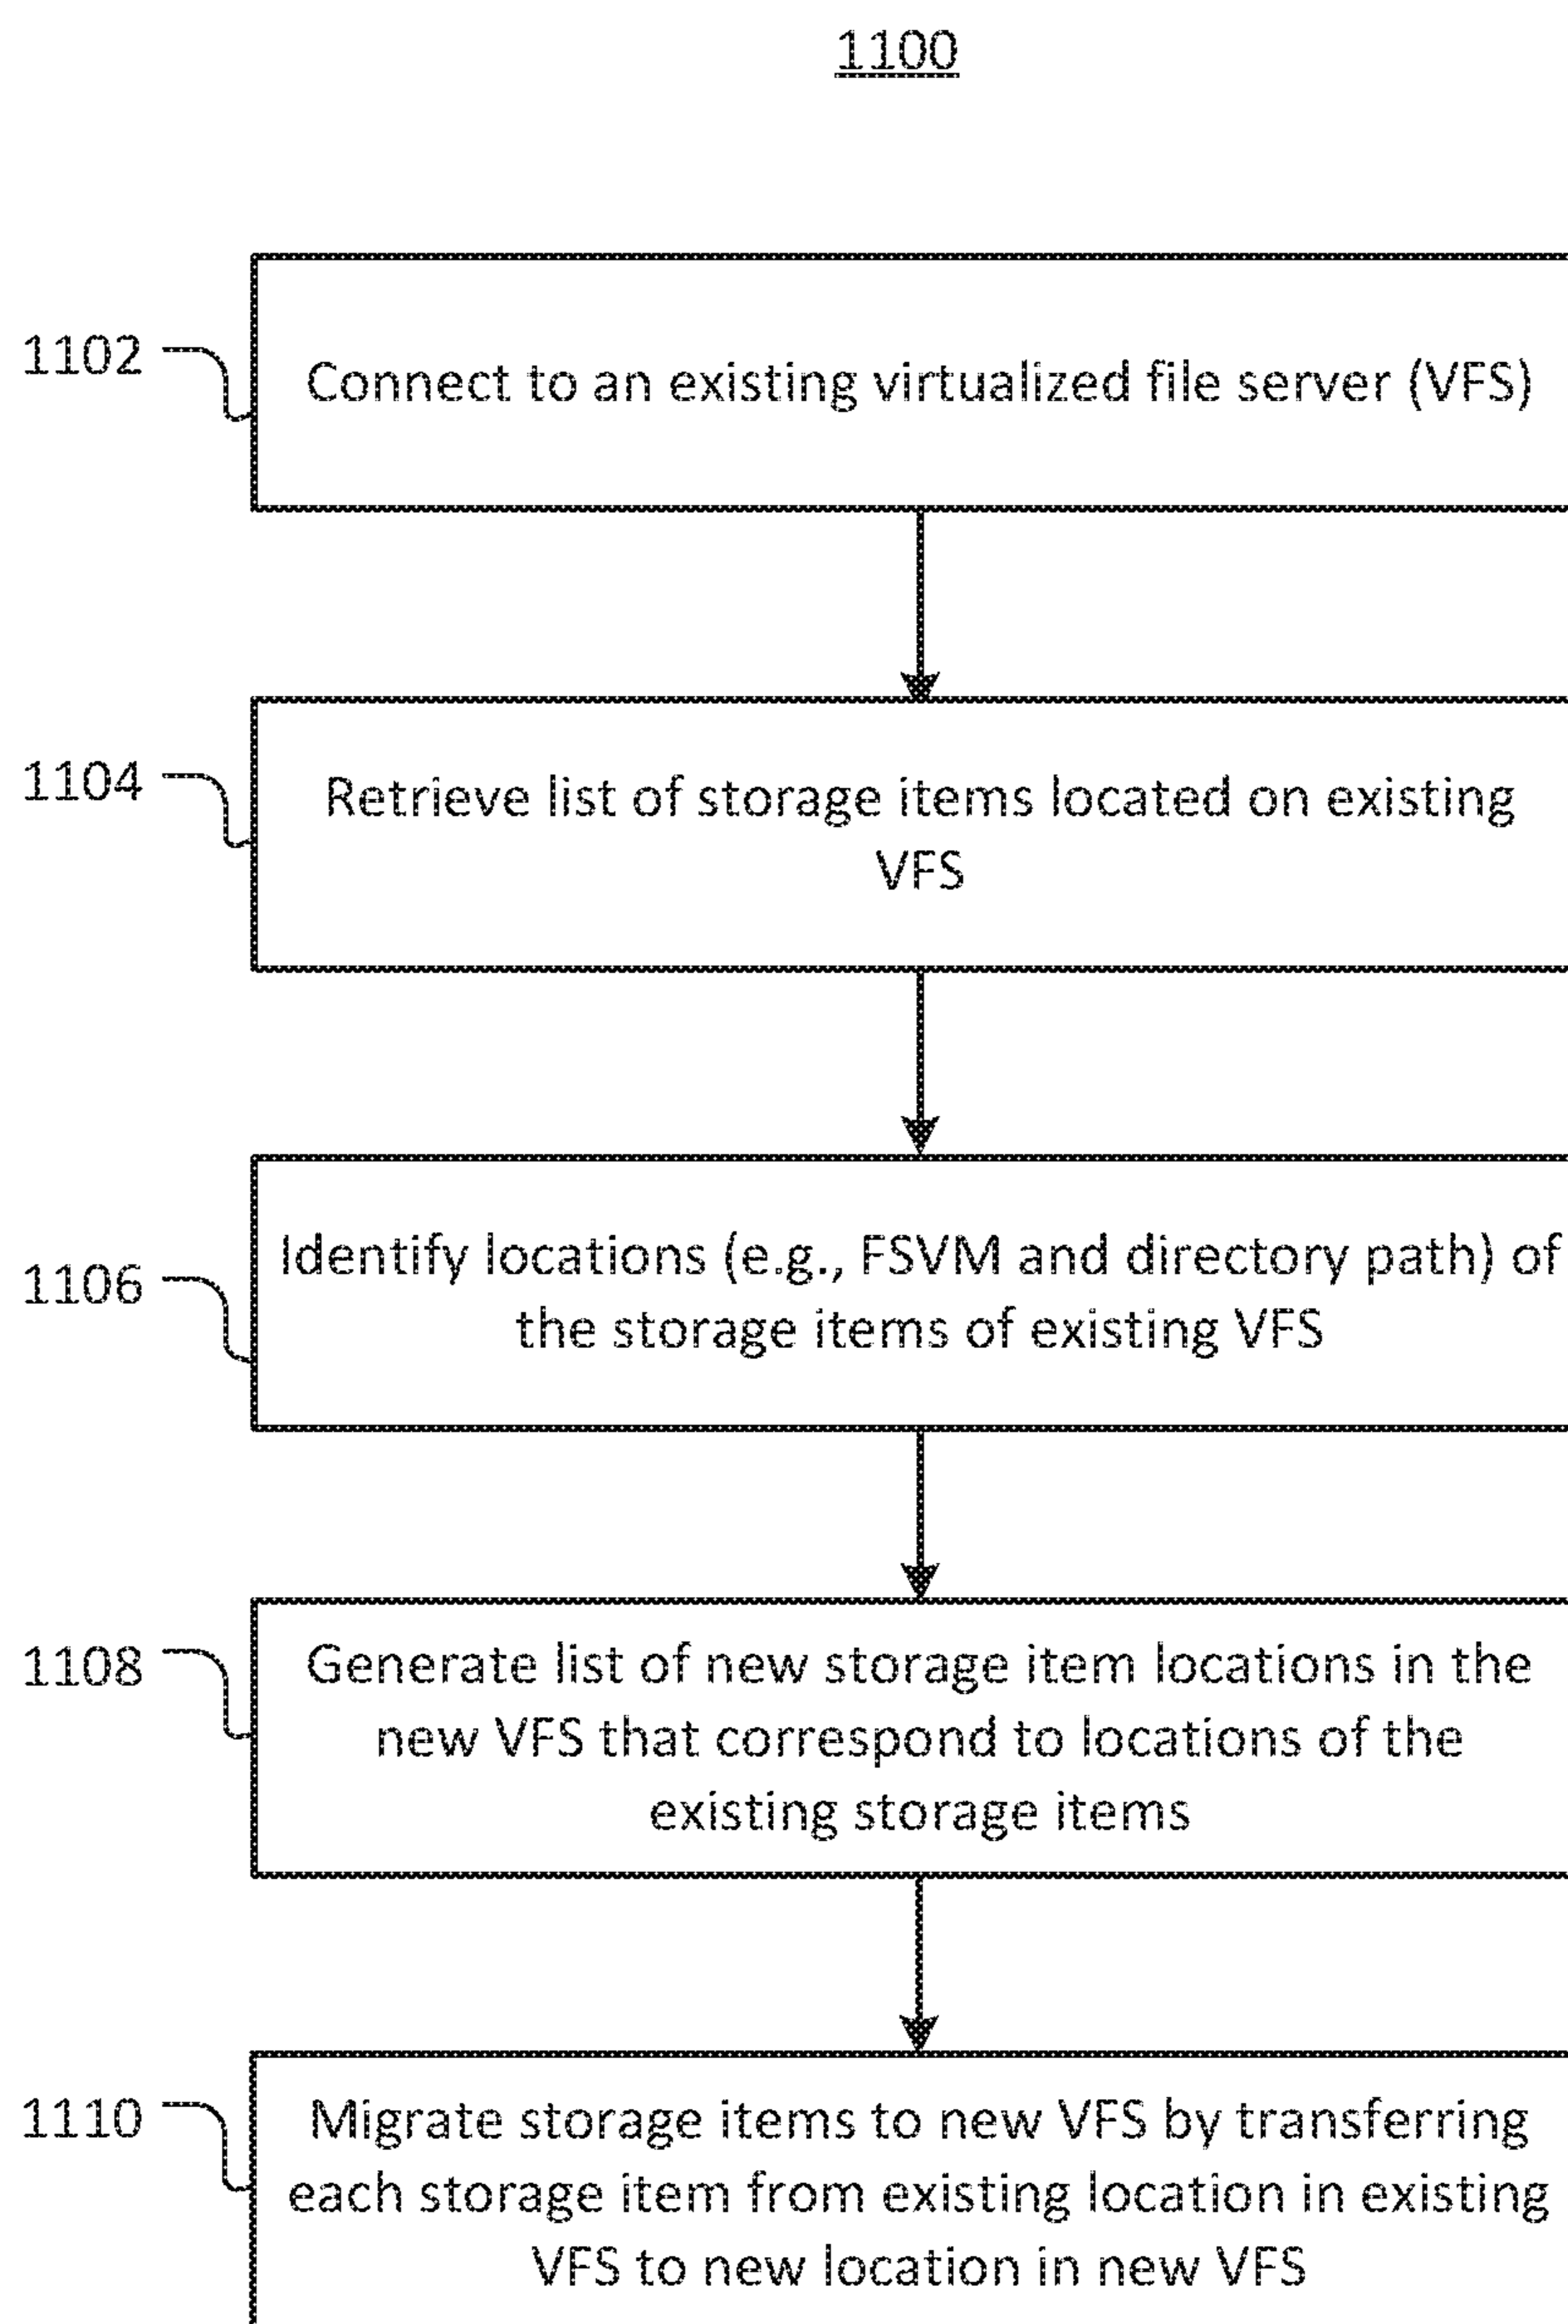 1100
1102
Connect to an existing virtualized file server (VFS)
1104
Retrieve list of storage items located on existing
VFS
1106
Identify locations (e.g., FSVM and directory path) of
the storage items of existing VFS
1108
Generate list of new storage item locations in the
new VFS that correspond to locations of the
existing storage items
1110
Migrate storage items to new VFS by transferring
each storage item from existing location in existing
VFS to new location in new VFS